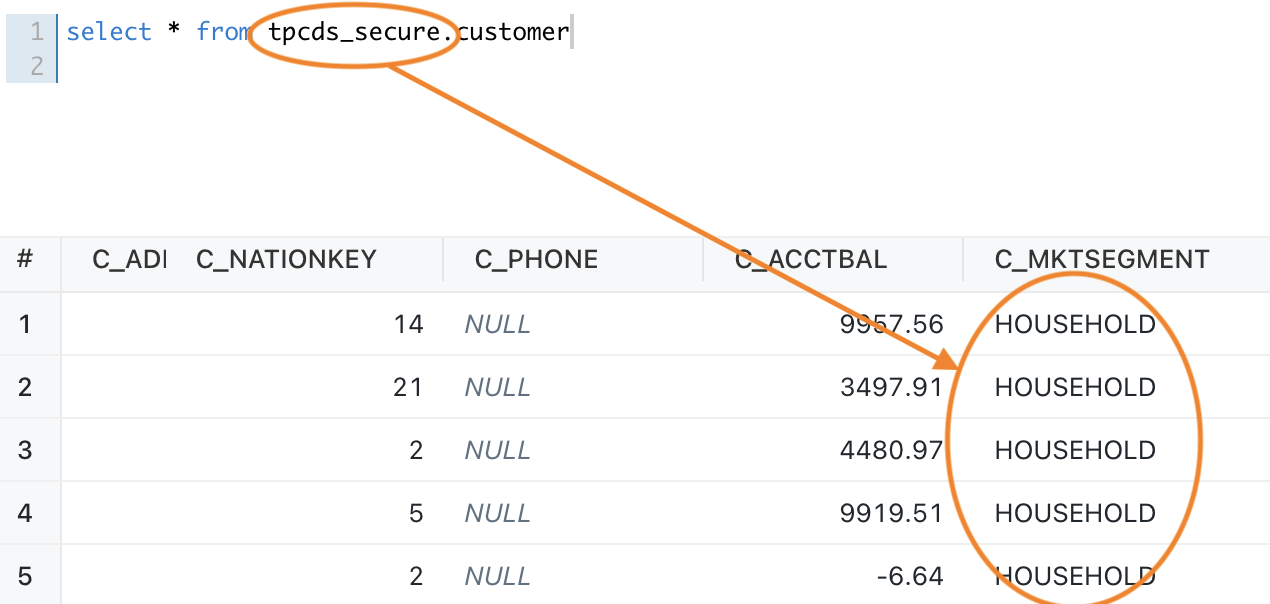 1 select * from tpcds_secure.customer
2
# C_ADI C_NATIONKEY C_PHONE C_ACCTBAL C_MKTSEGMENT
1 14 NULL 9957.56 HOUSEHOLD
2 21 NULL 3497.91 HOUSEHOLD
3 2 NULL 4480.97 HOUSEHOLD
4 5 NULL 9919.51 HOUSEHOLD
5 2 NULL -6.64 HOUSEHOLD